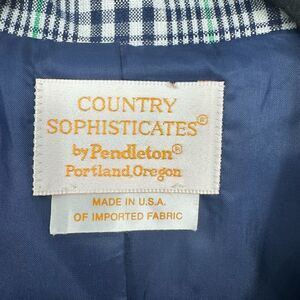 COUNTRY
SOPHISTICATES®
by Pendleton®
Portland, Oregon
MADE IN U.S.A.
OF IMPORTED FABRIC